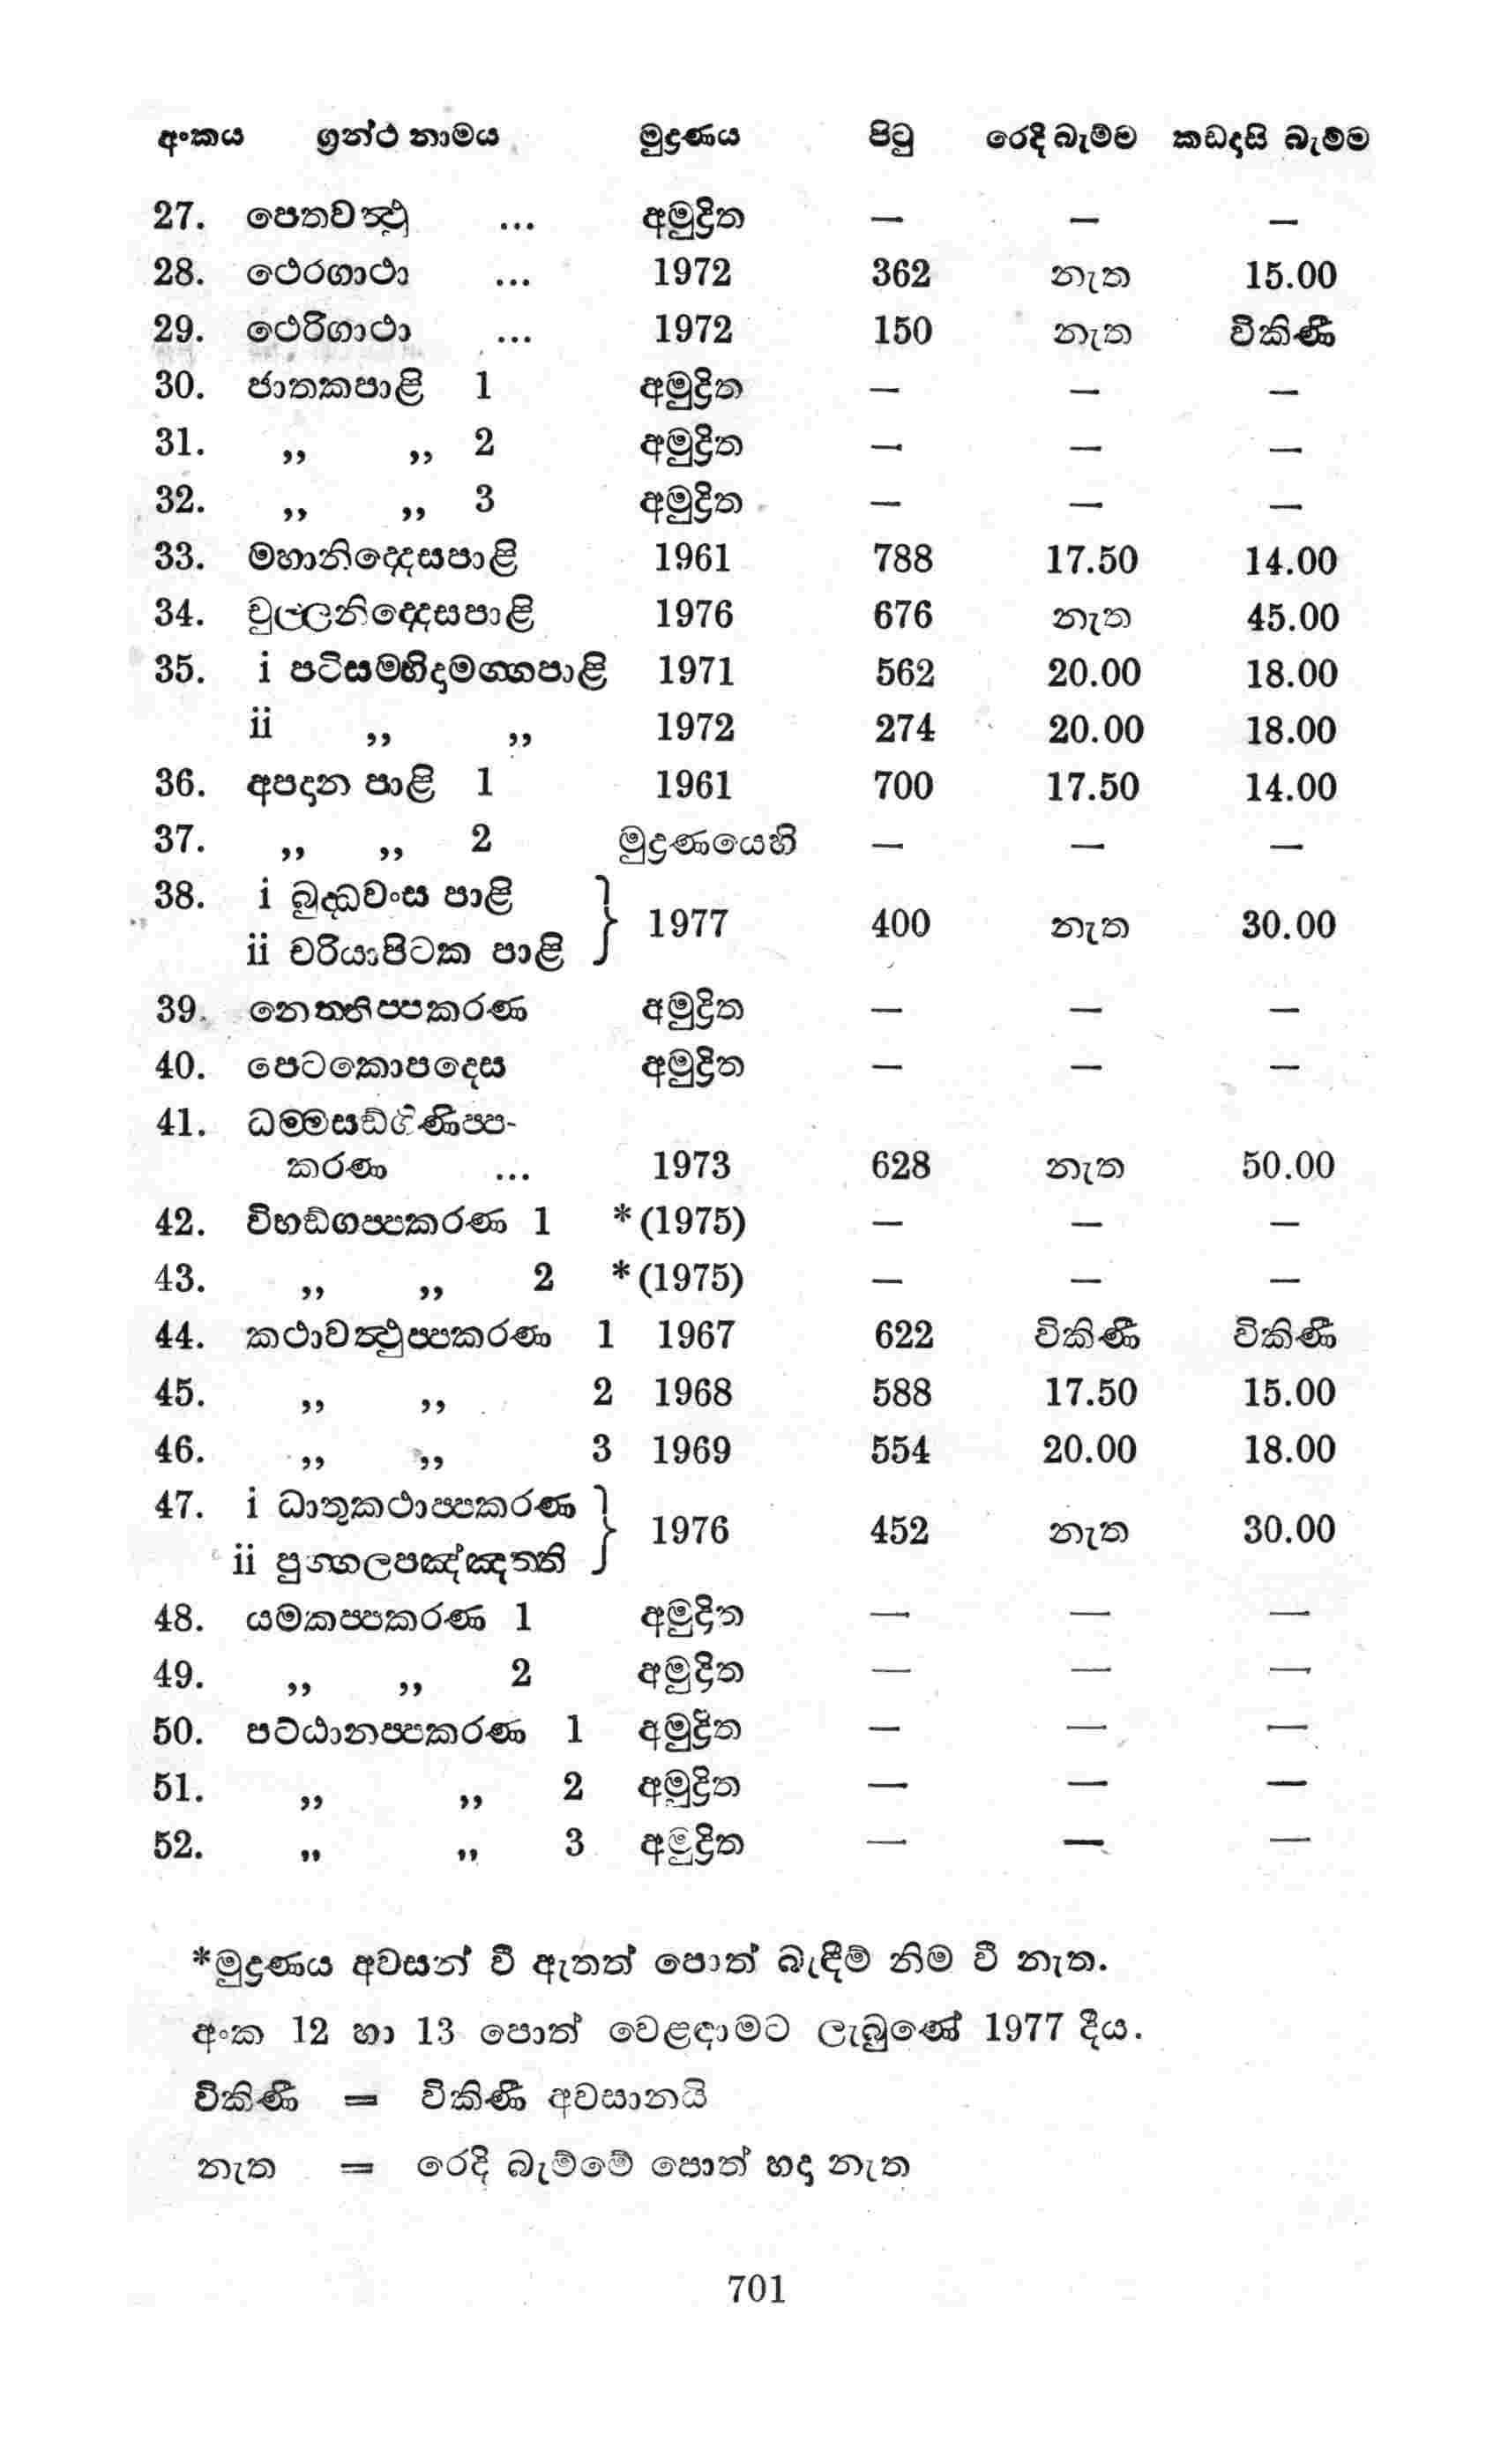 අංකය ග්‍රන්ථ නාමය මුද්‍රණය පිටු රෙදි බැම්ම කඩදාසි බැම්ම
27. පෙතවත්‍ථු ... අමුද්‍රිත — — —
28. ථෙරගාථා ... 1972 362 නැත 15.00
29. ථෙරිගාථා ... 1972 150 නැත විකිණී
30. ජාතකපාළි 1 අමුද්‍රිත — — —
31. ,, ,, 2 අමුද්‍රිත — — —
32. ,, ,, 3 අමුද්‍රිත — — —
33. මහානිද්‍දෙසපාළි 1961 788 17.50 14.00
34. චුල්‍ලනිද්‍දෙසපාළි 1976 676 නැත 45.00
35. i පටිසම්භිදාමග්ගපාළි 1971 562 20.00 18.00
ii ,, ,, 1972 274 20.00 18.00
36. අපදාන පාළි 1 1961 700 17.50 14.00
37. ,, ,, 2 මුද්‍රණයෙහි — — —
38. i බුද්‍ධවංස පාළි } 1977 400 නැත 30.00
ii චරියාපිටක පාළි
39. නෙත්තිප්පකරණ අමුද්‍රිත — — —
40. පෙටකොපදෙස අමුද්‍රිත — — —
41. ධම්මසඞ්ගිණිප්ප-
කරණ ... 1973 628 නැත 50.00
42. විභඞ්ගප්පකරණ 1 *(1975) — — —
43. ,, ,, 2 *(1975) — — —
44. කථාවත්‍ථුප්පකරණ 1 1967 622 විකිණී විකිණී
45. ,, ,, 2 1968 588 17.50 15.00
46. ,, ,, 3 1969 554 20.00 18.00
47. i ධාතුකථාප්පකරණ } 1976 452 නැත 30.00
ii පුග්ගලපඤ්ඤත්ති
48. යමකප්පකරණ 1 අමුද්‍රිත — — —
49. ,, ,, 2 අමුද්‍රිත — — —
50. පට්ඨානප්පකරණ 1 අමුද්‍රිත — — —
51. ,, ,, 2 අමුද්‍රිත — — —
52. ,, ,, 3 අමුද්‍රිත — — —
*මුද්‍රණය අවසන් වී ඇතත් පොත් බැඳීම් නිම වී නැත.
අංක 12 හා 13 පොත් වෙළඳාමට ලැබුණේ 1977 දීය.
විකිණී = විකිණී අවසානයි
නැත = රෙදි බැම්මේ පොත් හදා නැත
701